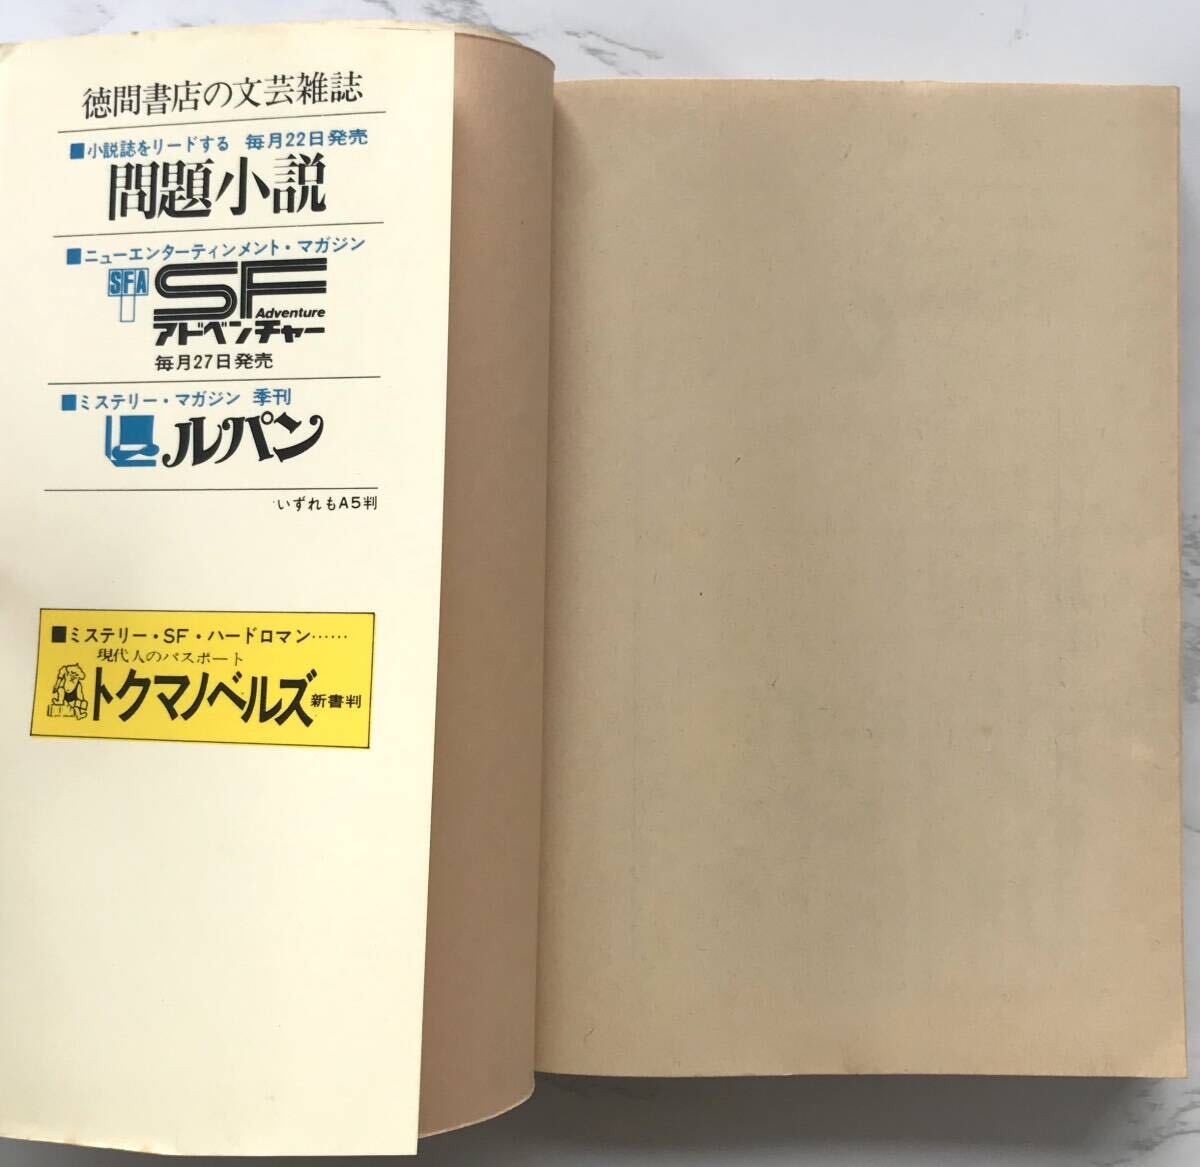 徳間書店の文芸雑誌
■小説誌をリードする 毎月22日発売
問題小説
■ニューエンターティンメント・マガジン
SFA
SF
Adventure
アドベンチャー
毎月27日発売
■ミステリー・マガジン 季刊
ルパン
いずれもA5判
■ミステリー・SF・ハードロマン……
現代人のパスポート
トクマノベルズ 新書判